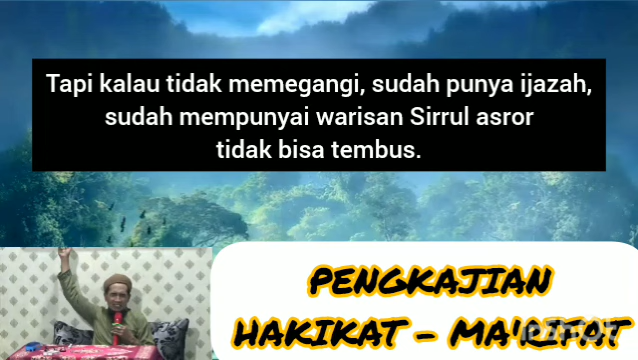 Tapi kalau tidak memegangi, sudah punya ijazah,
sudah mempunyai warisan Sirrul asror
tidak bisa tembus.
PENGKAJIAN
HAKIKAT - MA'RIFAT